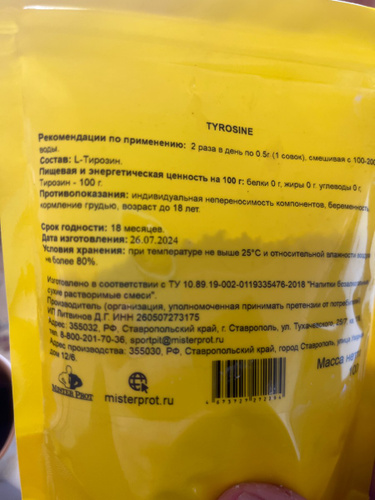 TYROSINE
Рекомендации по применению: 2 раза в день по 0.5г (1 совок), смешивая с 100-200
воды.
Состав: L-Тирозин.
Пищевая и энергетическая ценность на 100 г: белки 0 г, жиры 0 г. углеводы 0 г,
Тирозин - 100 г.
Противопоказания: индивидуальная непереносимость компонентов, беременность,
кормление грудью, возраст до 18 лет.
Срок годности: 18 месяцев.
Дата изготовления: 26.07.2024
Условия хранения: при температуре не выше 25°С и относительной влажности
не более 80%.
Изготовлено в соответствии с ТУ 10.89.19-002-0119335476-2018 "Напитки
сухие растворимые смеси".
Производитель (организация, уполномоченная принимать претензии от
ИП Литвинов Д.Г. ИНН 260507273175
Адрес: 355032, РФ, Ставропольский край, г. Ставрополь, ул.
тел. 8-800-201-70-36, sportpit@misterprot.ru
Адрес производства: 355030, РФ, Ставропольский край, город Ставрополь, улица
дом 12/Б
Масса
MISTER PROT
misterprot.ru